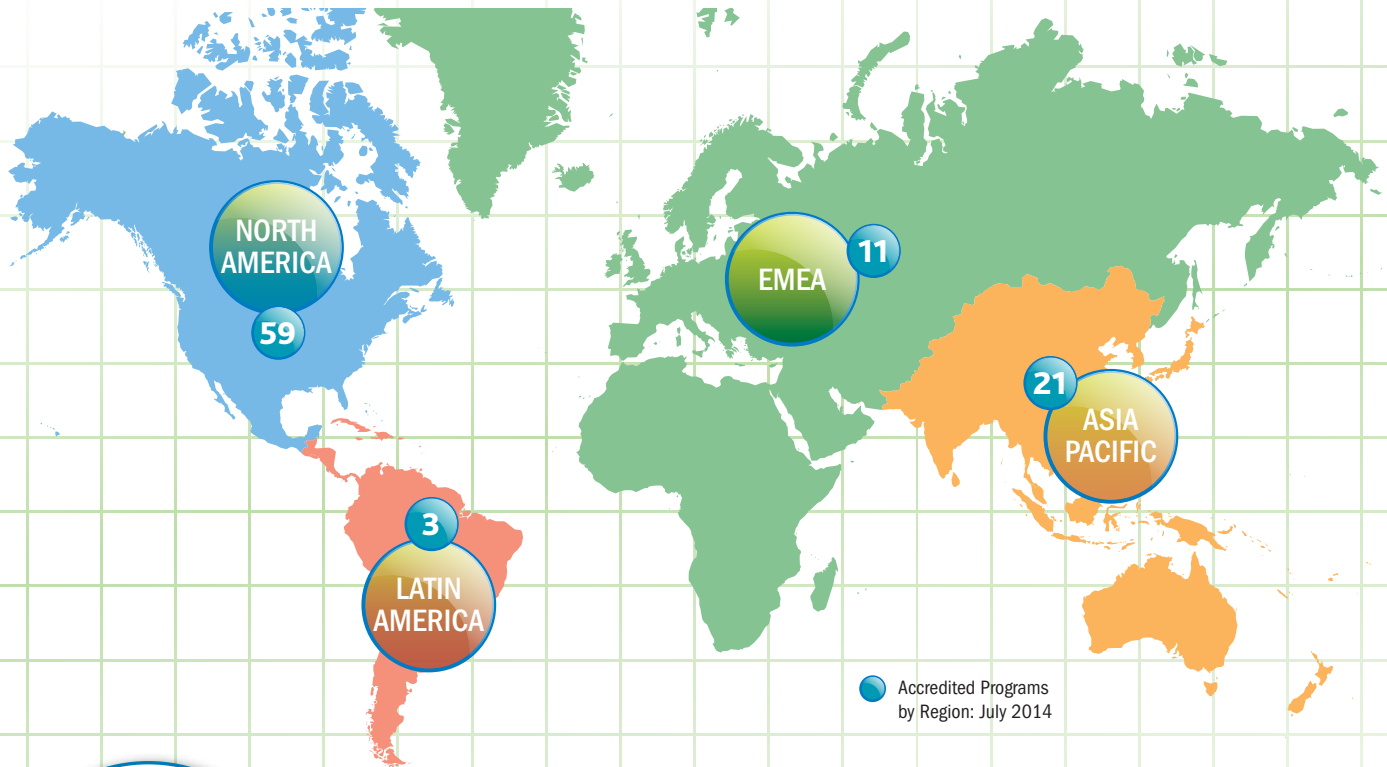 NORTH
AMERICA
59
EMEA
11
21
ASIA
PACIFIC
3
LATIN
AMERICA
Accredited Programs
by Region: July 2014